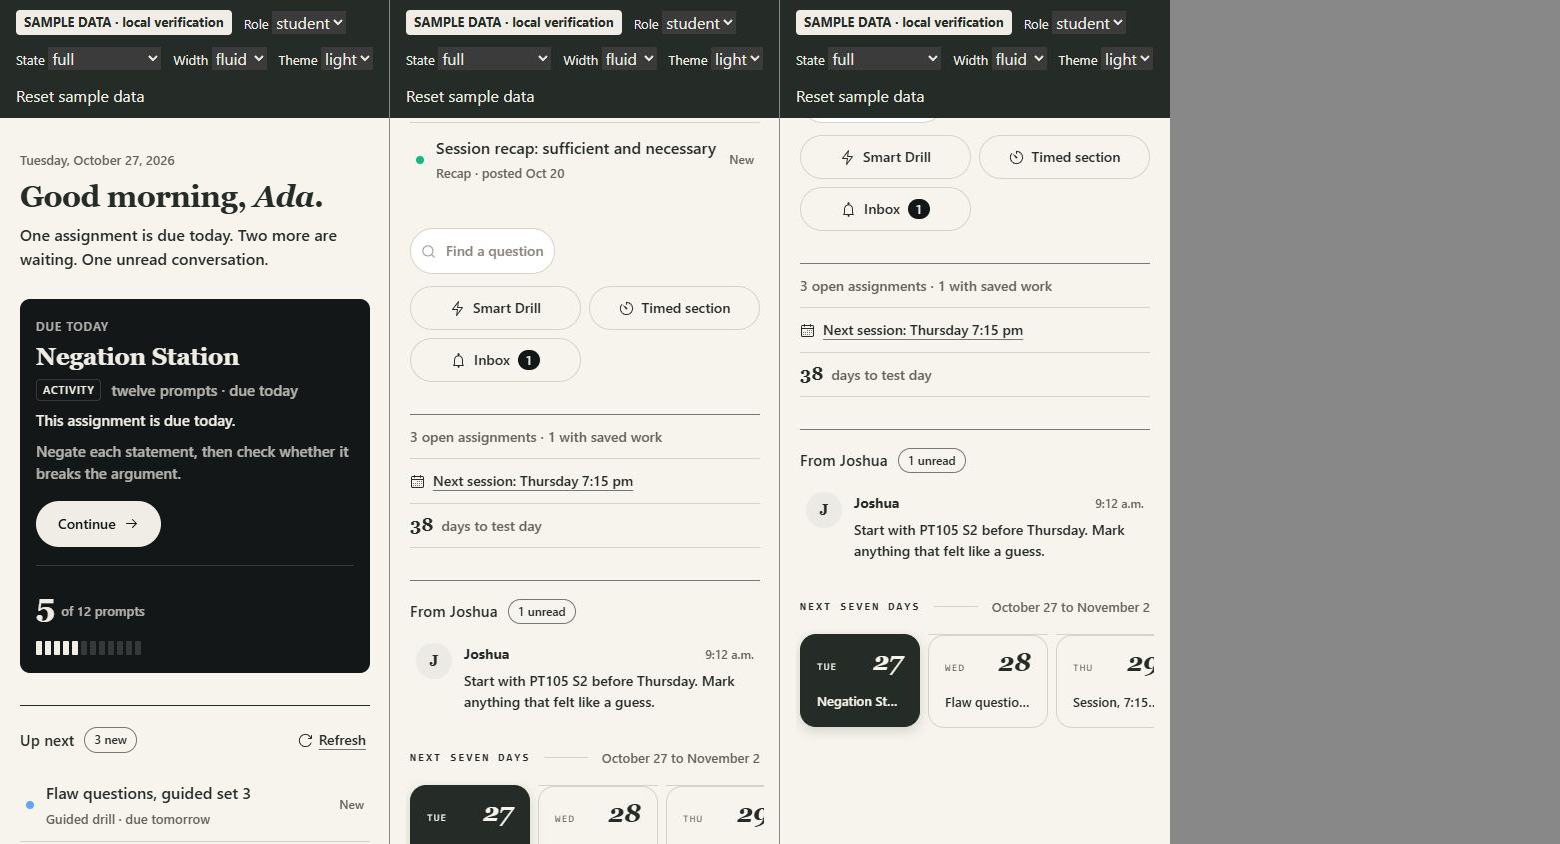 SAMPLE DATA · local verification Role student
State full Width fluid Theme light
Reset sample data
Tuesday, October 27, 2026
Good morning, Ada.
One assignment is due today. Two more are
waiting. One unread conversation.
DUE TODAY
Negation Station
ACTIVITY twelve prompts · due today
This assignment is due today.
Negate each statement, then check whether it
breaks the argument.
Continue →
5 of 12 prompts
Up next 3 new Refresh
Flaw questions, guided set 3 New
Guided drill · due tomorrow
SAMPLE DATA · local verification Role student
State full Width fluid Theme light
Reset sample data
Session recap: sufficient and necessary New
Recap · posted Oct 20
Find a question
Smart Drill Timed section
Inbox 1
3 open assignments · 1 with saved work
Next session: Thursday 7:15 pm
38 days to test day
From Joshua 1 unread
J Joshua 9:12 a.m.
Start with PT105 S2 before Thursday. Mark
anything that felt like a guess.
NEXT SEVEN DAYS October 27 to November 2
TUE 27 WED 28 THU 29
SAMPLE DATA · local verification Role student
State full Width fluid Theme light
Reset sample data
Smart Drill Timed section
Inbox 1
3 open assignments · 1 with saved work
Next session: Thursday 7:15 pm
38 days to test day
From Joshua 1 unread
J Joshua 9:12 a.m.
Start with PT105 S2 before Thursday. Mark
anything that felt like a guess.
NEXT SEVEN DAYS October 27 to November 2
TUE 27 WED 28 THU 29
Negation St... Flaw questio... Session, 7:15..